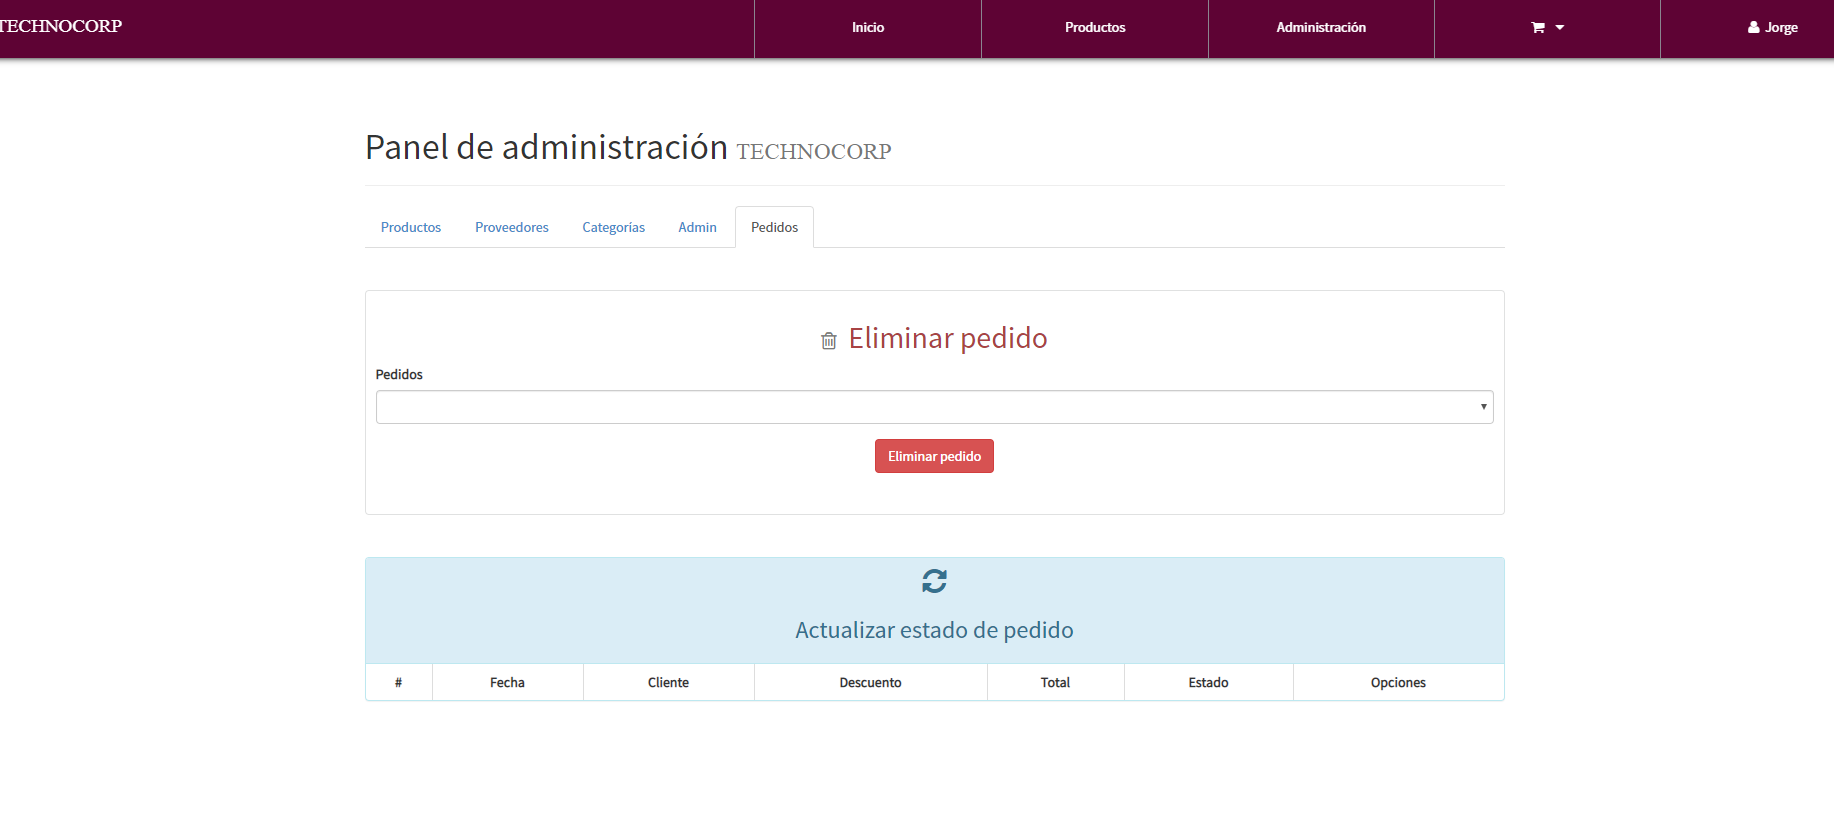 TECHNOCORP Inicio Productos Administración Jorge
Panel de administración TECHNOCORP
Productos Proveedores Categorías Admin Pedidos
Eliminar pedido
Pedidos
Eliminar pedido
Actualizar estado de pedido
# Fecha Cliente Descuento Total Estado Opciones